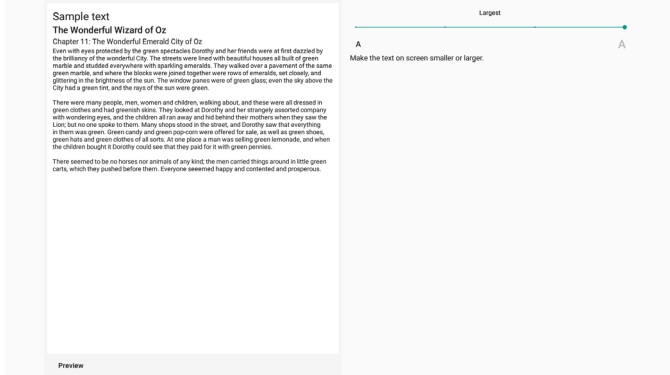 Sample text
The Wonderful Wizard of Oz
Chapter 11: The Wonderful Emerald City of Oz
Even with eyes protected by the green spectacles Dorothy and her friends were at first dazzled by
the brilliancy of the wonderful City. The streets were lined with beautiful houses all built of green
marble and studded everywhere with sparkling emeralds. They walked over a pavement of the same
green marble, and where the blocks were joined together were rows of emeralds, set closely, and
glittering in the brightness of the sun. The window panes were of green glass; even the sky above the
City had a green tint, and the rays of the sun were green.
There were many people, men, women and children, walking about, and these were all dressed in
green clothes and had greenish skins. They looked at Dorothy and her strangely assorted company
with wondering eyes, and the children all ran away and hid behind their mothers when they saw the
Lion; but no one spoke to them. Many shops stood in the street, and Dorothy saw that everything
in them was green. Green candy and green pop-corn were offered for sale, as well as green shoes,
green hats and green clothes of all sorts. At one place a man was selling green lemonade, and when
the children bought it Dorothy could see that they paid for it with green pennies.
There seemed to be no horses nor animals of any kind; the men carried things around in little green
carts, which they pushed before them. Everyone seeemed happy and contented and prosperous.
Preview
Largest
A A
Make the text on screen smaller or larger.